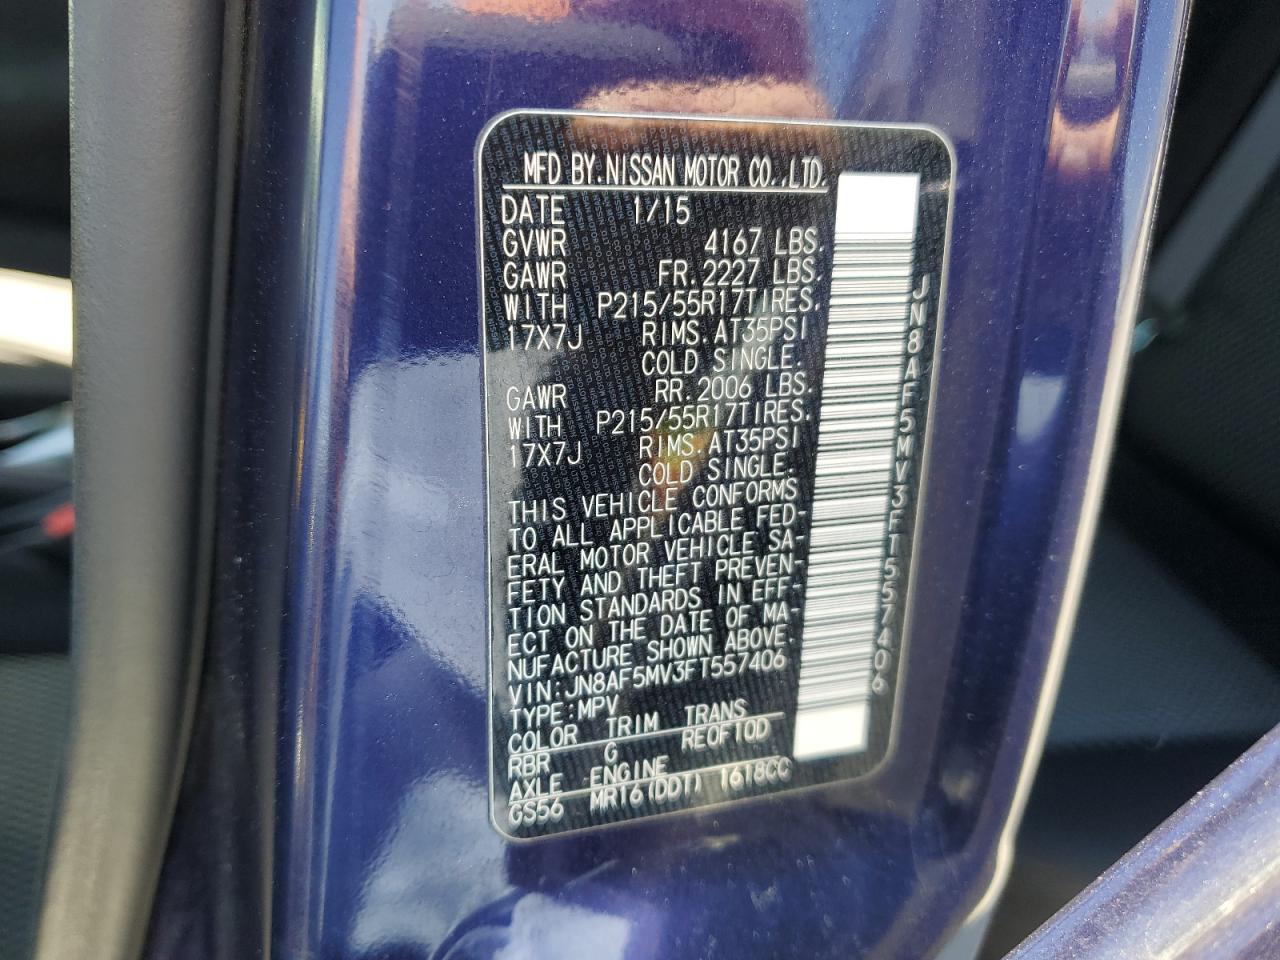 MFD BY.NISSAN MOTOR CO.,LTD.
DATE 1/15
GVWR 4167 LBS.
GAWR FR.2227 LBS.
WITH P215/55R17TIRES.
17X7J RIMS.AT35PSI
COLD SINGLE.
GAWR RR.2006 LBS.
WITH P215/55R17TIRES.
17X7J RIMS.AT35PSI
COLD SINGLE.
THIS VEHICLE CONFORMS
TO ALL APPLICABLE FED-
ERAL MOTOR VEHICLE SA-
FETY AND THEFT PREVEN-
TION STANDARDS IN EFF-
ECT ON THE DATE OF MA-
NUFACTURE SHOWN ABOVE.
VIN:JN8AF5MV3FT557406
TYPE:MPV
COLOR TRIM TRANS
RBR G REOF10D
AXLE ENGINE
GS56 MR16(DDT) 1618CC
JN8AF5MV3FT557406